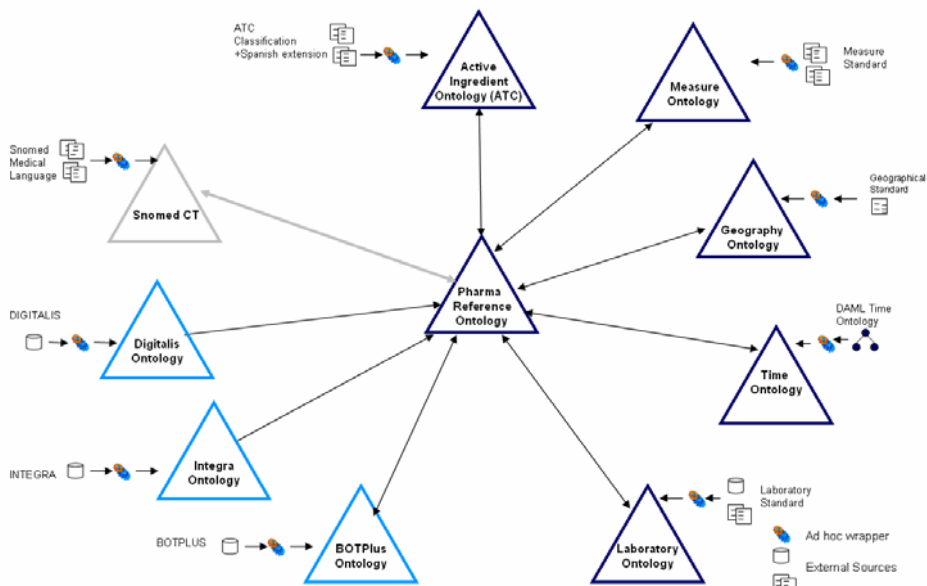 ATC
Classification
+Spanish extension
Active
Ingredient
Ontology (ATC)
Measure
Ontology
Measure
Standard
Snomed
Medical
Language
Snomed CT
Geographical
Standard
Geography
Ontology
Pharma
Reference
Ontology
DIGITALIS
Digitalis
Ontology
DAML Time
Ontology
Time
Ontology
INTEGRA
Integra
Ontology
BOTPLUS
BOTPlus
Ontology
Laboratory
Ontology
Laboratory
Standard
Ad hoc wrapper
External Sources